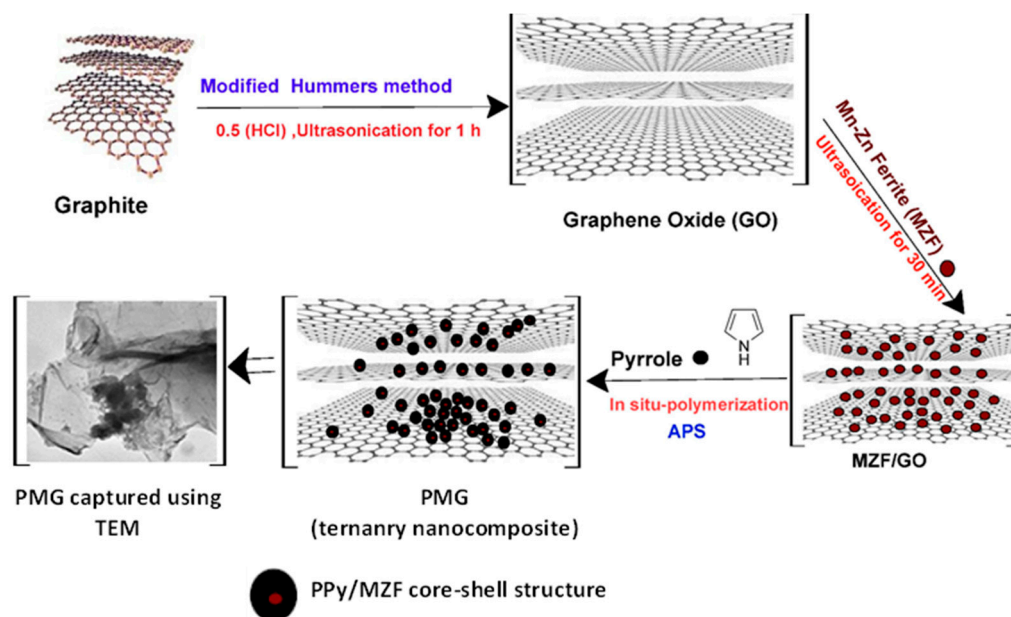 Modified Hummers method
0.5 (HCl) ,Ultrasonication for 1 h
Graphite
Graphene Oxide (GO)
Mn-Zn Ferrite (MZF)
Ultrasoication for 30 min
Pyrrole
N
H
In situ-polymerization
APS
MZF/GO
PMG captured using
TEM
PMG
(ternanry nanocomposite)
PPy/MZF core-shell structure